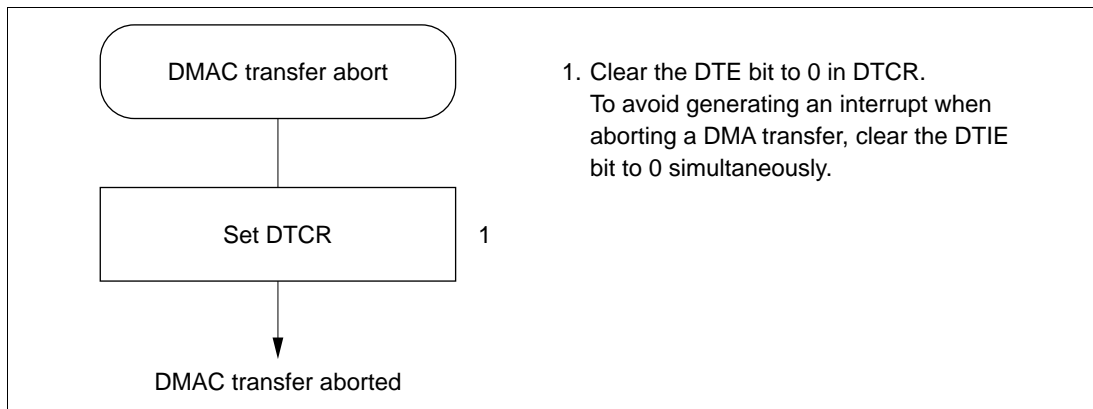 DMAC transfer abort
Set DTCR
1
DMAC transfer aborted
1. Clear the DTE bit to 0 in DTCR.
To avoid generating an interrupt when
aborting a DMA transfer, clear the DTIE
bit to 0 simultaneously.